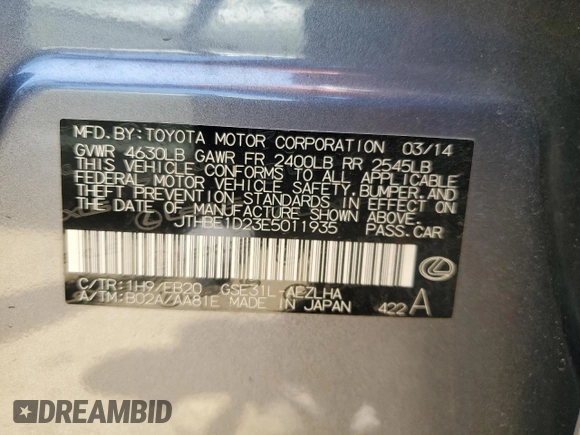 MFD.BY:TOYOTA MOTOR CORPORATION 03/14
GVWR 4630LB GAWR FR 2400LB RR 2545LB
THIS VEHICLE CONFORMS TO ALL APPLICABLE
FEDERAL MOTOR VEHICLE SAFETY, BUMPER, AND
THEFT PREVENTION STANDARDS IN EFFECT ON
THE DATE OF MANUFACTURE SHOWN ABOVE.
JTHBE1D23E5011935 PASS.CAR
C/TR:1H9/EB20 GSE31L-AEZLHA
A/TM:B02A/AA81E MADE IN JAPAN 422 A
DREAMBID